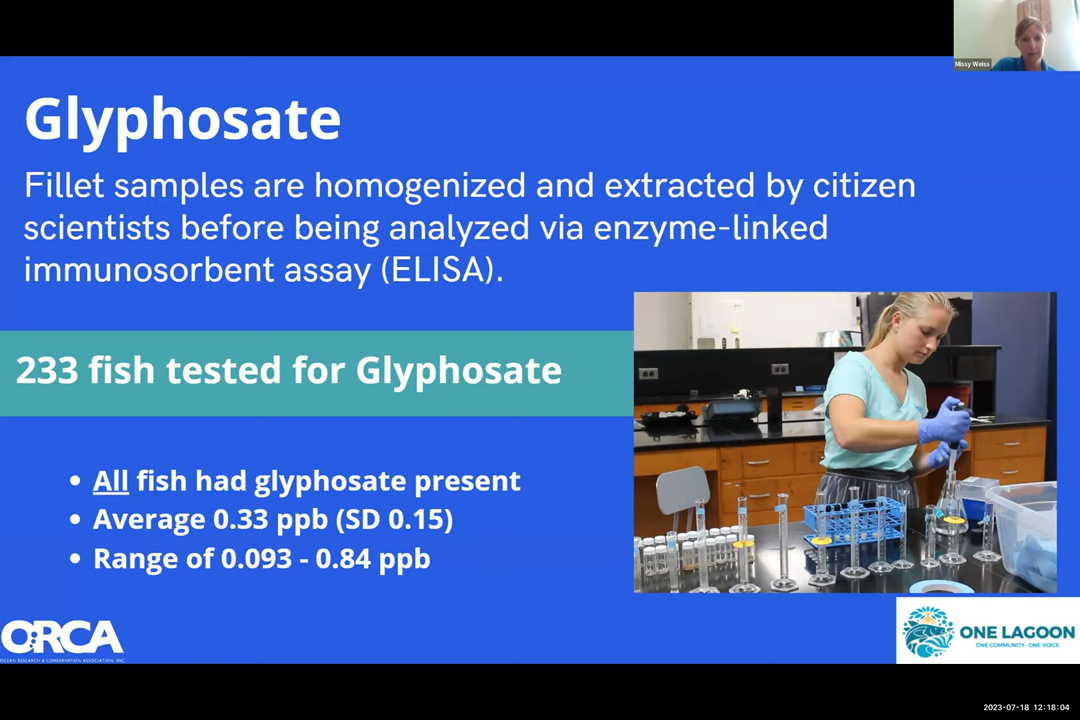 Missy Weiss
Glyphosate
Fillet samples are homogenized and extracted by citizen
scientists before being analyzed via enzyme-linked
immunosorbent assay (ELISA).
233 fish tested for Glyphosate
• All fish had glyphosate present
• Average 0.33 ppb (SD 0.15)
• Range of 0.093 - 0.84 ppb
ORCA
OCEAN RESEARCH & CONSERVATION ASSOCIATION, INC.
ONE LAGOON
ONE COMMUNITY · ONE VOICE
2023-07-18 12:18:04